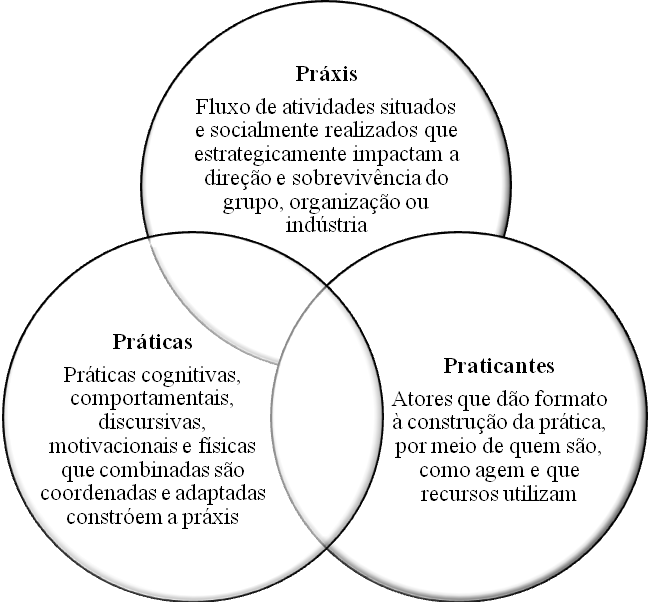 Práxis
Fluxo de atividades situados
e socialmente realizados que
estrategicamente impactam a
direção e sobrevivência do
grupo, organização ou
indústria
Práticas
Práticas cognitivas,
comportamentais,
discursivas,
motivacionais e físicas
que combinadas são
coordenadas e adaptadas
constróem a práxis
Praticantes
Atores que dão formato
à construção da prática,
por meio de quem são,
como agem e que
recursos utilizam